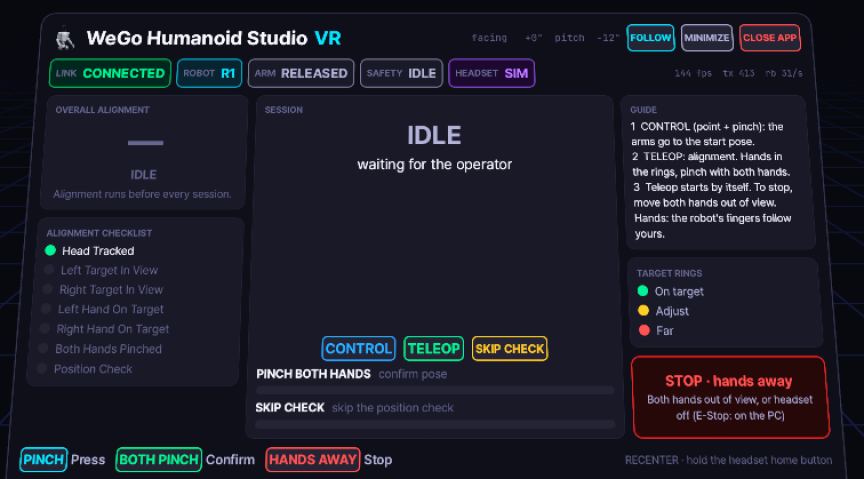 WeGo Humanoid Studio VR
facing +0° pitch -12°
FOLLOW
MINIMIZE
CLOSE APP
LINK CONNECTED
ROBOT R1
ARM RELEASED
SAFETY IDLE
HEADSET SIM
144 fps tx 413 rb 31/s
OVERALL ALIGNMENT
—
IDLE
Alignment runs before every session.
ALIGNMENT CHECKLIST
Head Tracked
Left Target In View
Right Target In View
Left Hand On Target
Right Hand On Target
Both Hands Pinched
Position Check
SESSION
IDLE
waiting for the operator
CONTROL
TELEOP
SKIP CHECK
PINCH BOTH HANDS confirm pose
SKIP CHECK skip the position check
GUIDE
1 CONTROL (point + pinch): the
arms go to the start pose.
2 TELEOP: alignment. Hands in
the rings, pinch with both hands.
3 Teleop starts by itself. To stop,
move both hands out of view.
Hands: the robot's fingers follow
yours.
TARGET RINGS
On target
Adjust
Far
STOP · hands away
Both hands out of view, or headset
off (E-Stop: on the PC)
PINCH Press
BOTH PINCH Confirm
HANDS AWAY Stop
RECENTER · hold the headset home button